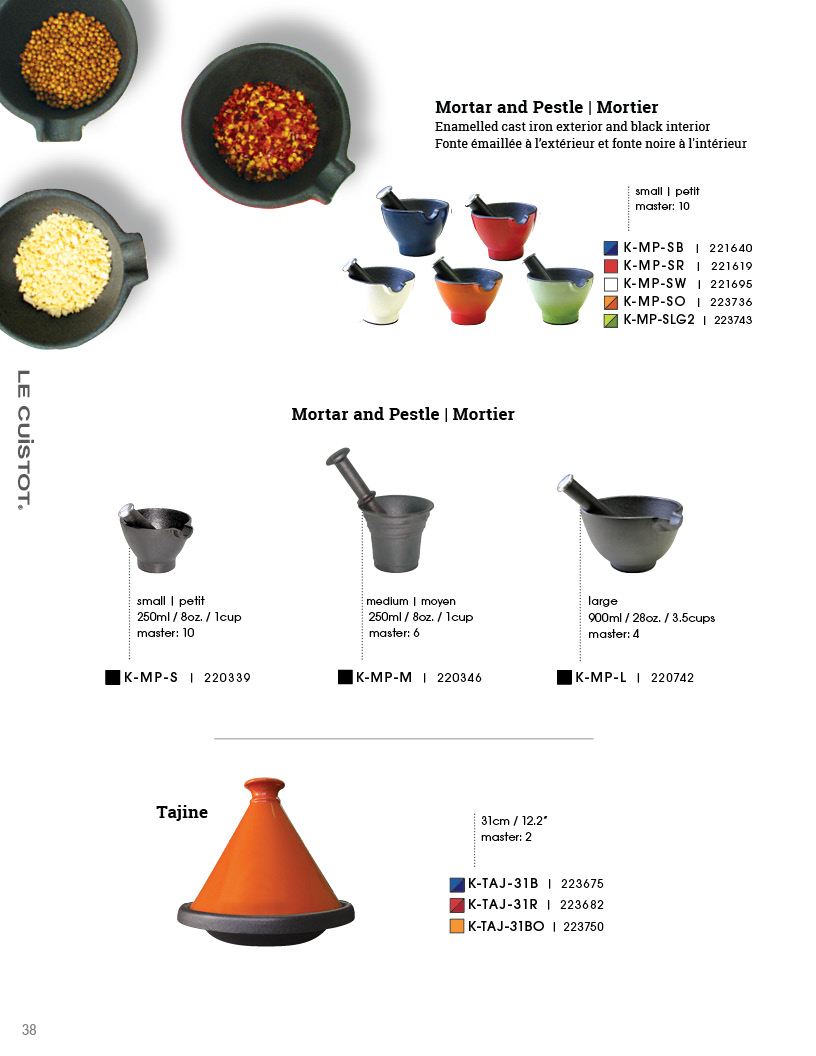 Mortar and Pestle | Mortier
Enamelled cast iron exterior and black interior
Fonte émaillée à l'extérieur et fonte noire à l'intérieur
small | petit
master: 10
K-MP-SB | 221640
K-MP-SR | 221619
K-MP-SW | 221695
K-MP-SO | 223736
K-MP-SLG2 | 223743
LE CUİSTOT®
Mortar and Pestle | Mortier
small | petit
250ml / 8oz. / 1cup
master: 10
K-MP-S | 220339
medium | moyen
250ml / 8oz. / 1cup
master: 6
K-MP-M | 220346
large
900ml / 28oz. / 3.5cups
master: 4
K-MP-L | 220742
Tajine
31cm / 12.2”
master: 2
K-TAJ-31B | 223675
K-TAJ-31R | 223682
K-TAJ-31BO | 223750
38